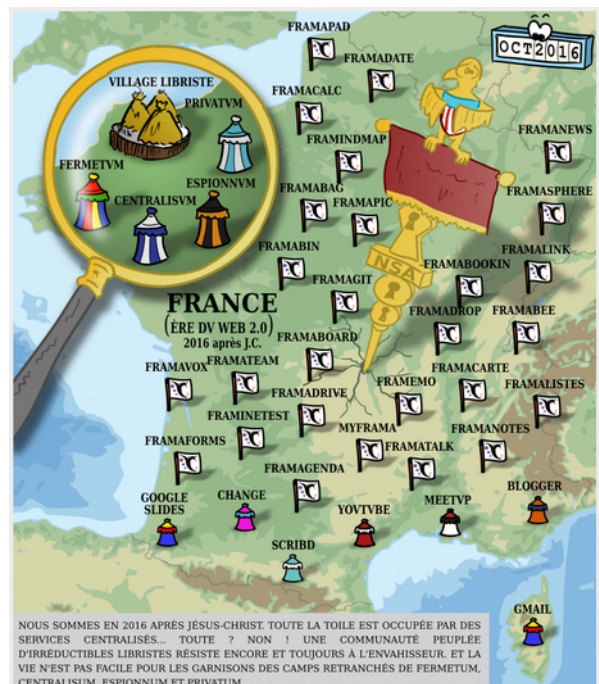 FRAMAPAD
OCT2016
FRAMADATE
VILLAGE LIBRISTE
PRIVATVM
FRAMACALC
FRAMANEWS
FRAMINDMAP
FERMETVM
ESPIONNVM
FRAMABAG
FRAMASPHERE
CENTRALISVM
FRAMAPIC
FRAMABIN
FRAMALINK
NSA
FRAMABOOKIN
FRAMAGIT
FRANCE
(ÈRE DV WEB 2.0)
2016 après J.C.
FRAMADROP
FRAMABEE
FRAMABOARD
FRAMAVOX
FRAMATEAM
FRAMEMO
FRAMACARTE
FRAMALISTES
FRAMADRIVE
FRAMINETEST
MYFRAMA
FRAMANOTES
FRAMAFORMS
FRAMATALK
FRAMAGENDA
GOOGLE
SLIDES
CHANGE
YOVTVBE
MEETVP
BLOGGER
SCRIBD
GMAIL
NOUS SOMMES EN 2016 APRÈS JÉSUS-CHRIST. TOUTE LA TOILE EST OCCUPÉE PAR DES
SERVICES CENTRALISÉS... TOUTE ? NON ! UNE COMMUNAUTÉ PEUPLÉE
D'IRRÉDUCTIBLES LIBRISTES RÉSISTE ENCORE ET TOUJOURS À L'ENVAHISSEUR. ET LA
VIE N'EST PAS FACILE POUR LES GARNISONS DES CAMPS RETRANCHÉS DE FERMETUM,
CENTRALISUM, ESPIONNUM ET PRIVATUM